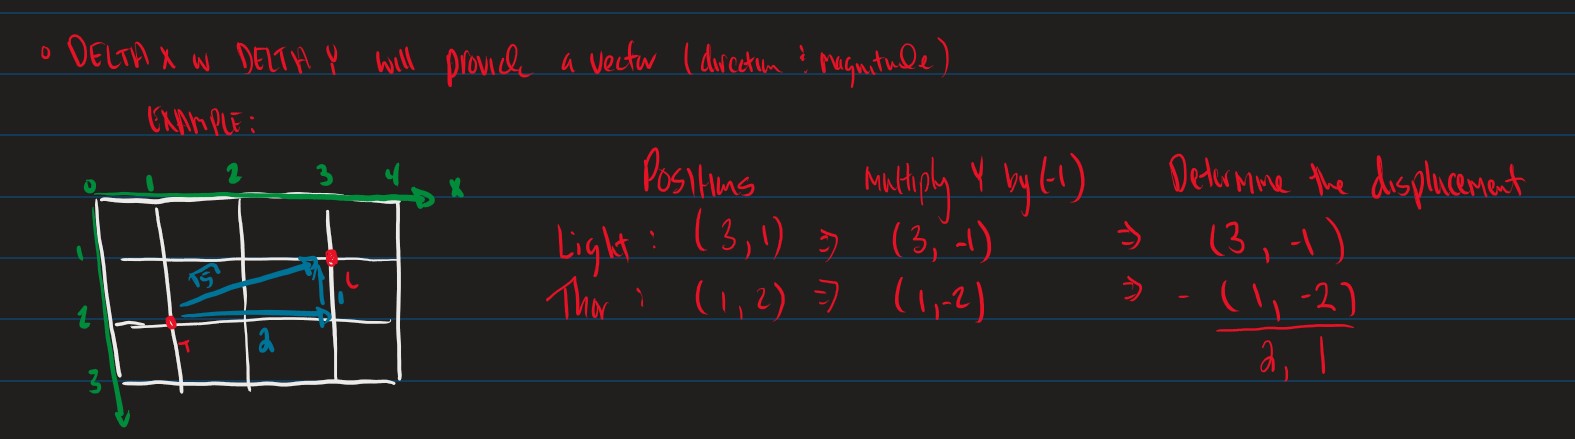 ° DELTA X w DELTA Y will provide a vector (direction & magnitude)
EXAMPLE:
0 1 2 3 4 X
1
2
3
√5
L
1
T
2
Positions Multiply Y by (-1) Determine the displacement
Light: (3,1) ⇒ (3,-1) ⇒ (3,-1)
Thor: (1,2) ⇒ (1,-2) ⇒ - (1,-2)
2,1